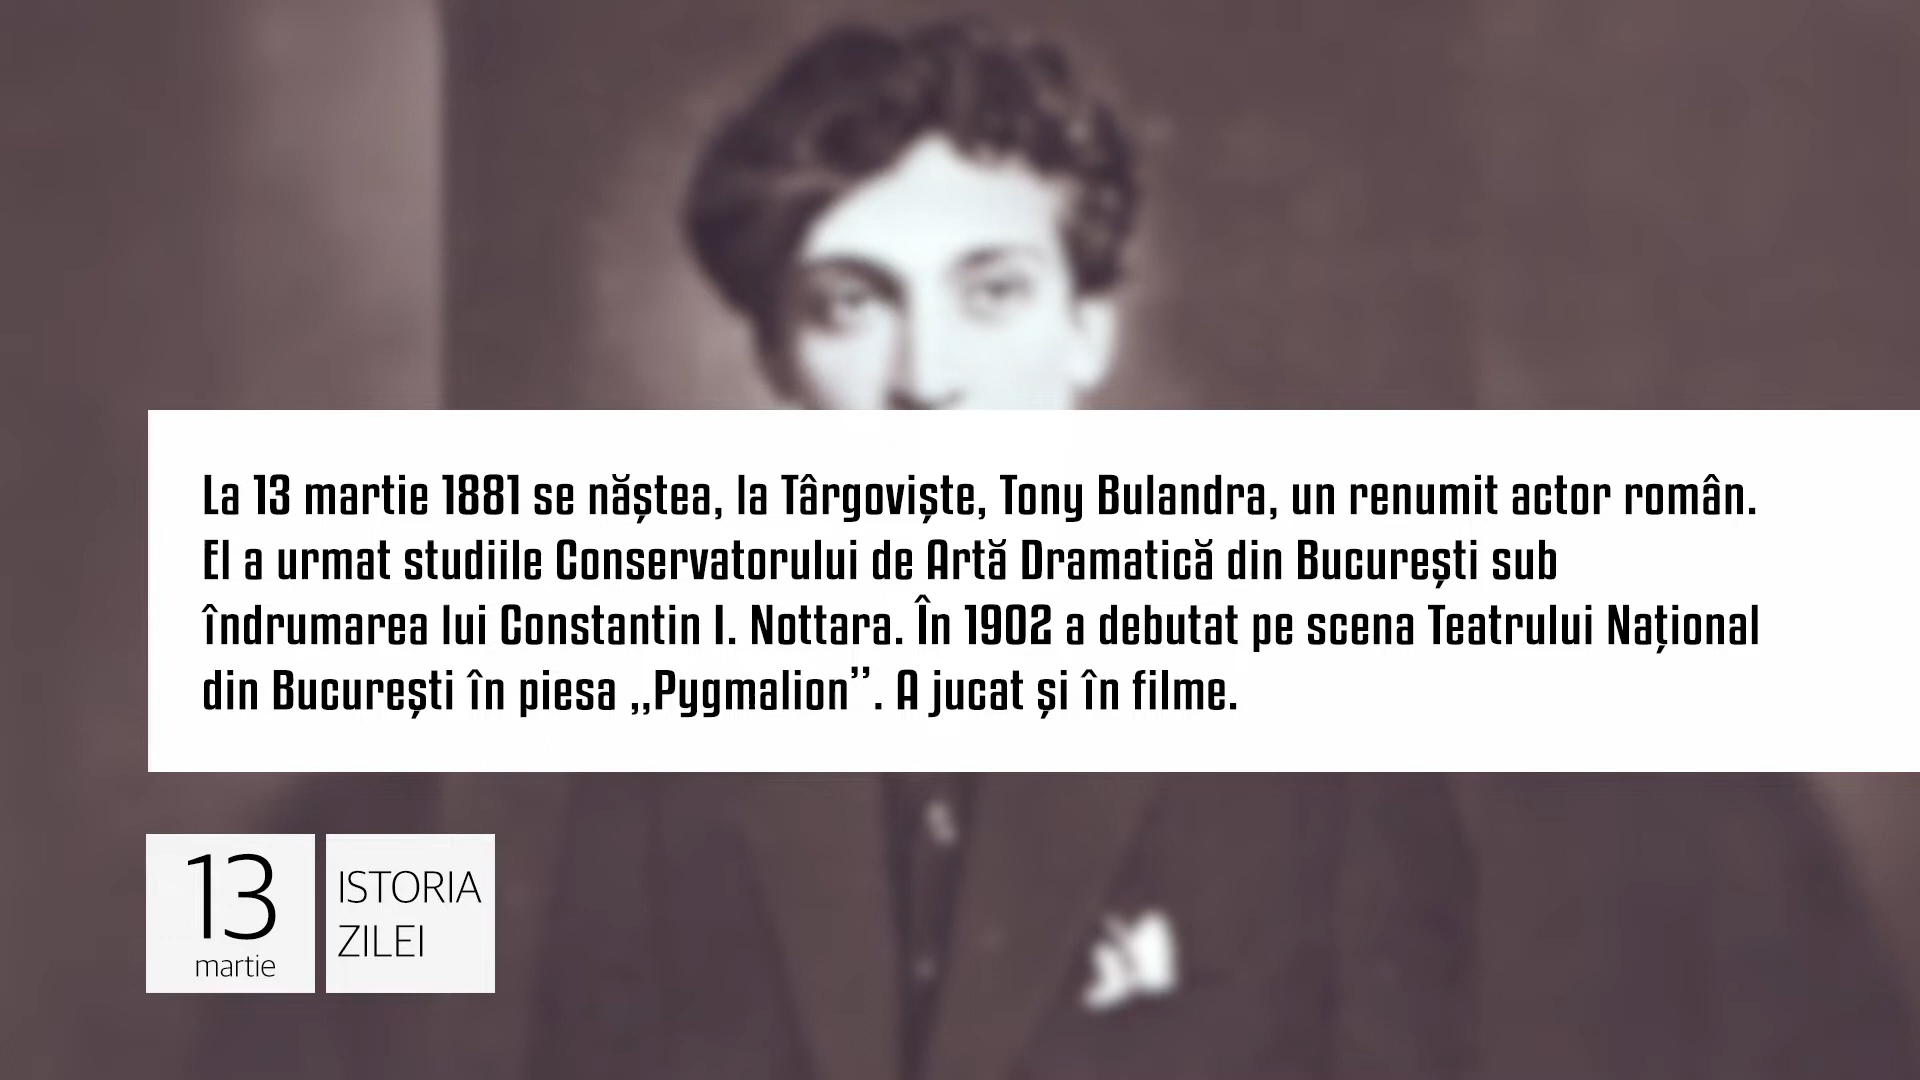 La 13 martie 1881 se năștea, la Târgoviște, Tony Bulandra, un renumit actor român.
El a urmat studiile Conservatorului de Artă Dramatică din București sub
îndrumarea lui Constantin I. Nottara. În 1902 a debutat pe scena Teatrului Național
din București în piesa ,,Pygmalion”. A jucat și în filme.
13
martie
ISTORIA
ZILEI